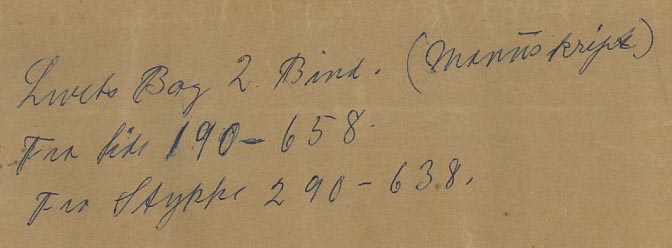 Livets Bog 2. Bind. (Manuskript)
Fra Side 190-658.
Fra Stykke 290-638.